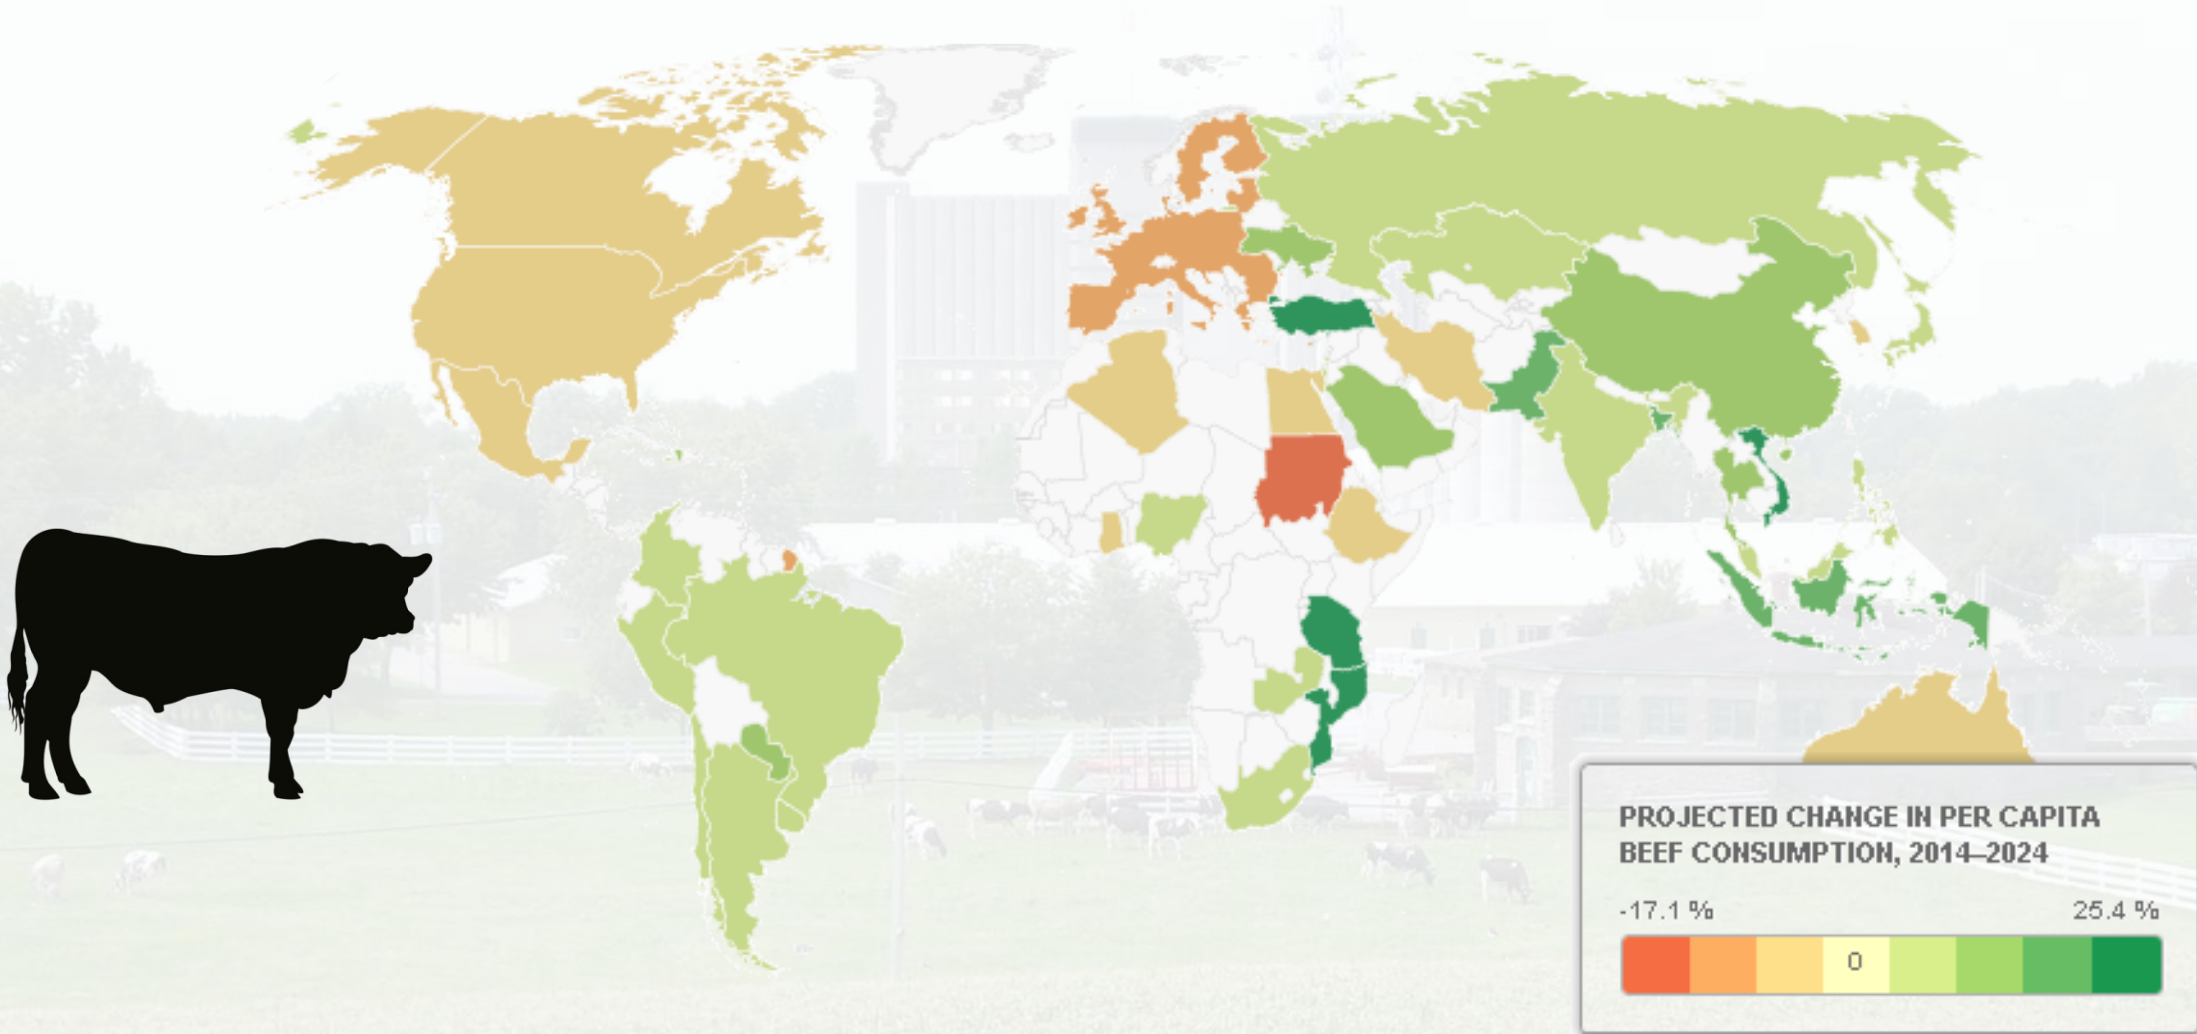 PROJECTED CHANGE IN PER CAPITA
BEEF CONSUMPTION, 2014–2024
-17.1 % 25.4 %
0